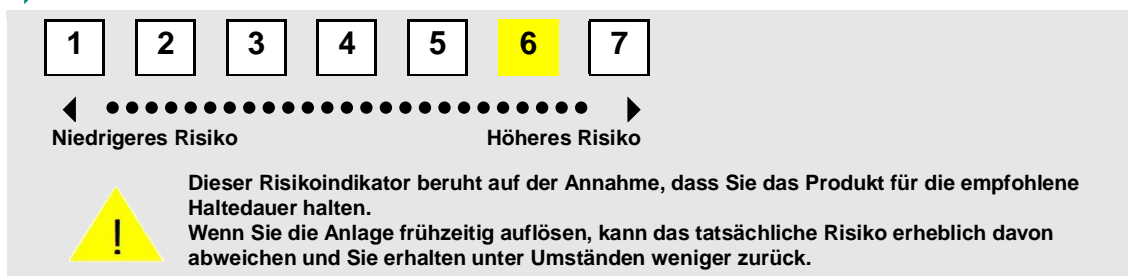 1 2 3 4 5 6 7
Niedrigeres Risiko Höheres Risiko
Dieser Risikoindikator beruht auf der Annahme, dass Sie das Produkt für die empfohlene
Haltedauer halten.
Wenn Sie die Anlage frühzeitig auflösen, kann das tatsächliche Risiko erheblich davon
abweichen und Sie erhalten unter Umständen weniger zurück.
!